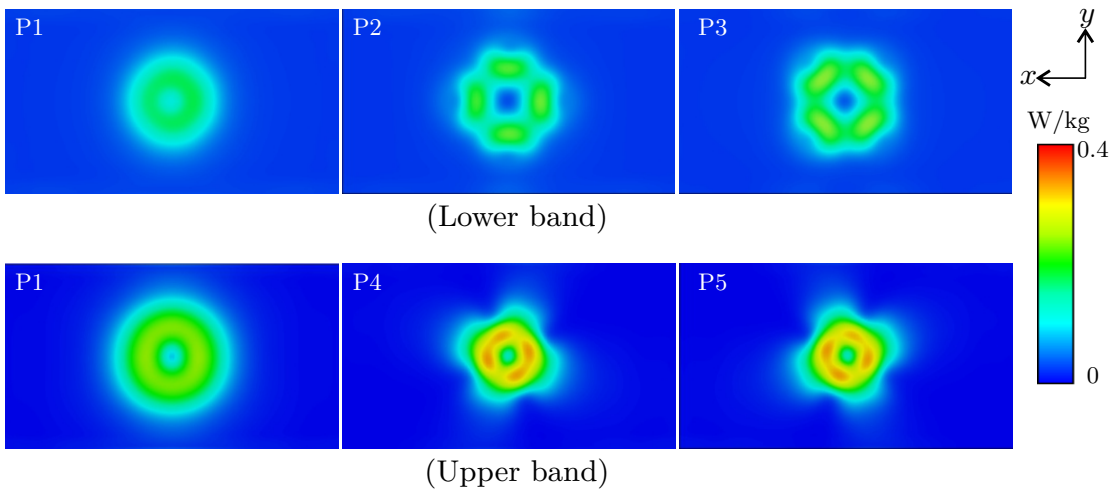 P1
P2
P3
y
x
W/kg
0.4
(Lower band)
P1
P4
P5
0
(Upper band)